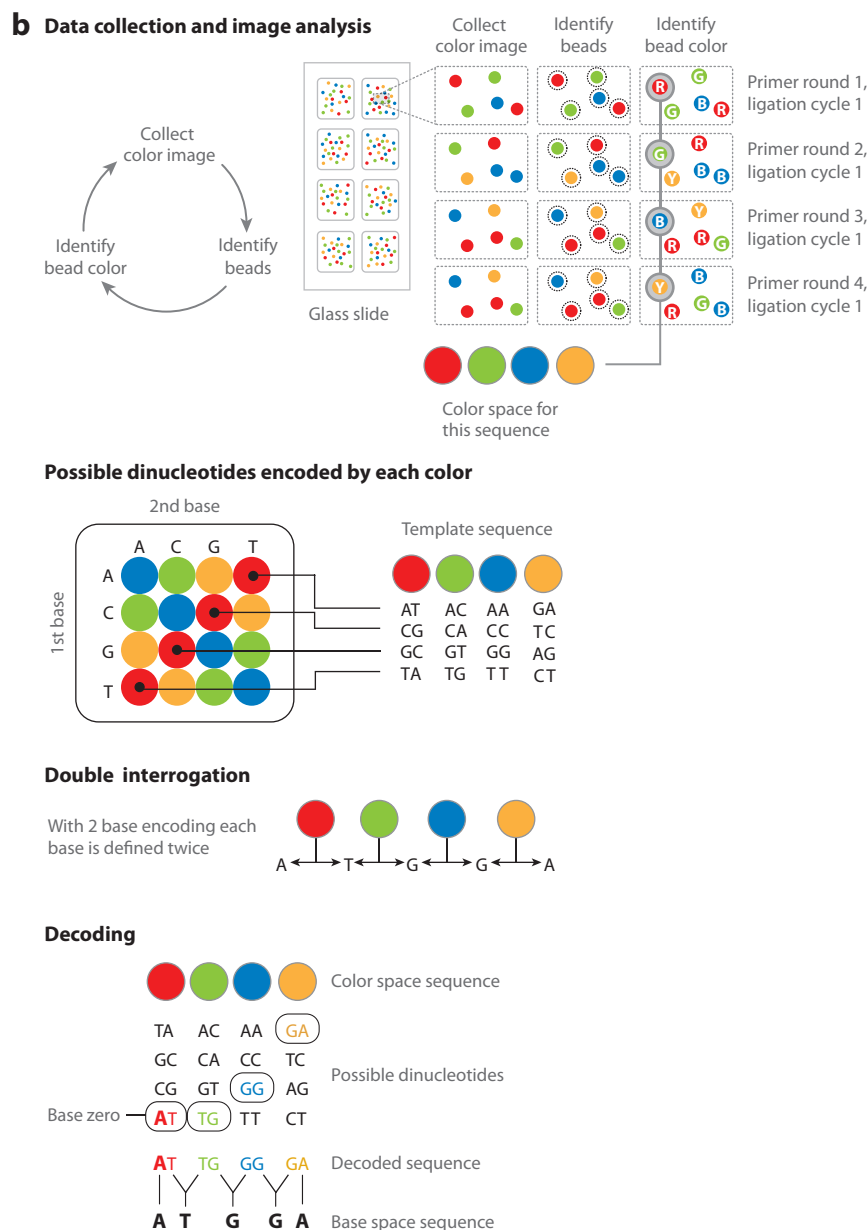 b Data collection and image analysis
Collect color image
Identify beads
Identify bead color
Collect
color image
Identify
beads
Identify
bead color
Glass slide
R G G B R
Primer round 1,
ligation cycle 1
G R Y B B
Primer round 2,
ligation cycle 1
B Y R R G
Primer round 3,
ligation cycle 1
Y B R G B
Primer round 4,
ligation cycle 1
Color space for
this sequence
Possible dinucleotides encoded by each color
2nd base
A C G T
1st base
A
C
G
T
Template sequence
AT AC AA GA
CG CA CC TC
GC GT GG AG
TA TG TT CT
Double interrogation
With 2 base encoding each
base is defined twice
A T G G A
Decoding
Color space sequence
TA AC AA GA
GC CA CC TC
Possible dinucleotides
CG GT GG AG
Base zero AT TG TT CT
AT TG GG GA Decoded sequence
A T G G A Base space sequence